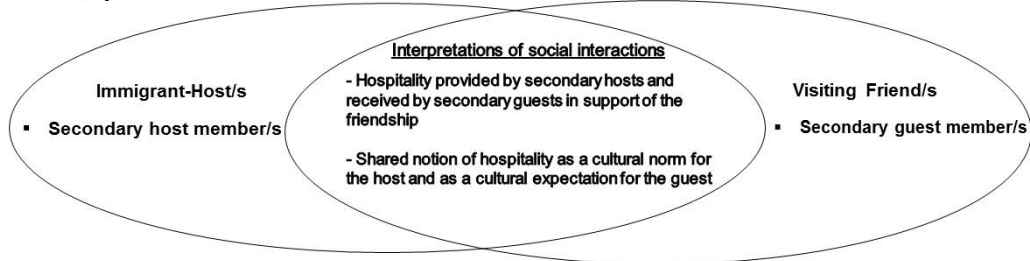 Interpretations of social interactions
Immigrant-Host/s
▪ Secondary host member/s
- Hospitality provided by secondary hosts and
received by secondary guests in support of the
friendship
- Shared notion of hospitality as a cultural norm for
the host and as a cultural expectation for the guest
Visiting Friend/s
▪ Secondary guest member/s